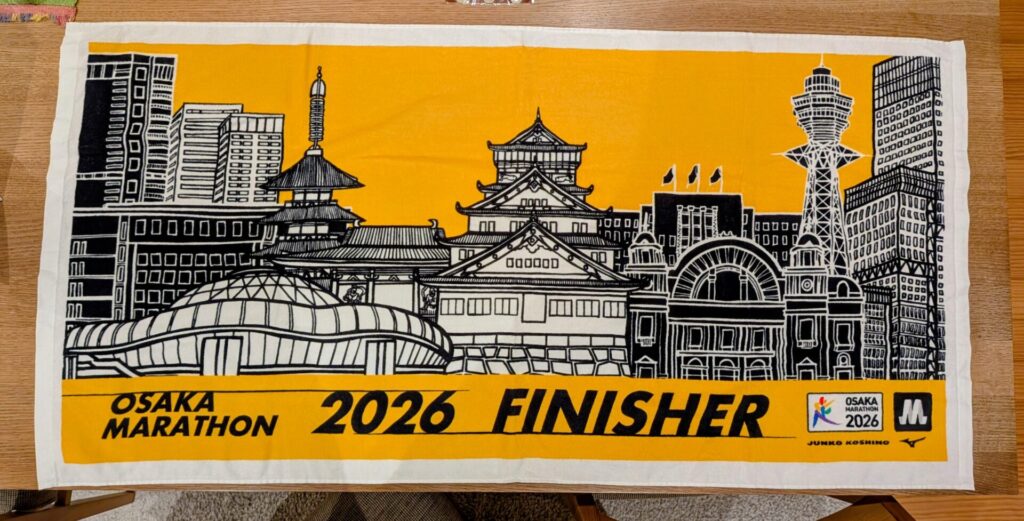 OSAKA
MARATHON
2026 FINISHER
OSAKA
MARATHON
2026
M
JUNKO KOSHINO